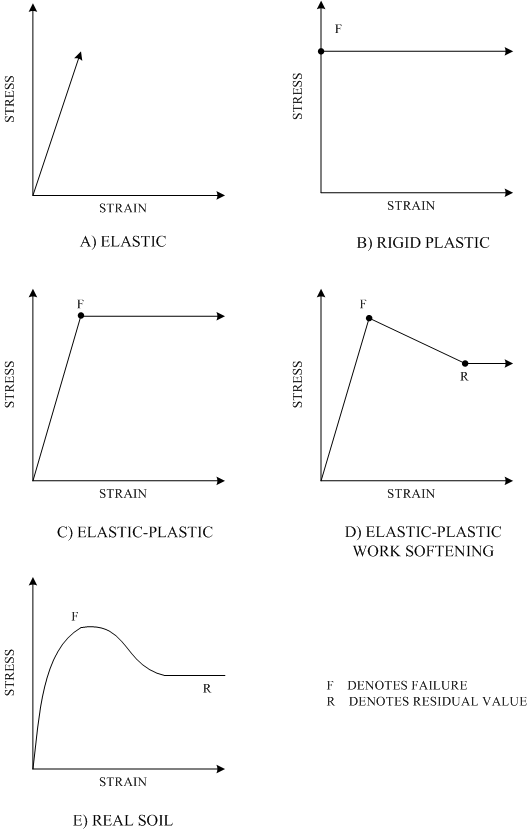 STRESS
STRAIN
A) ELASTIC
F
STRESS
STRAIN
B) RIGID PLASTIC
F
STRESS
STRAIN
C) ELASTIC-PLASTIC
F
R
STRESS
STRAIN
D) ELASTIC-PLASTIC
WORK SOFTENING
F
R
STRESS
STRAIN
E) REAL SOIL
F DENOTES FAILURE
R DENOTES RESIDUAL VALUE